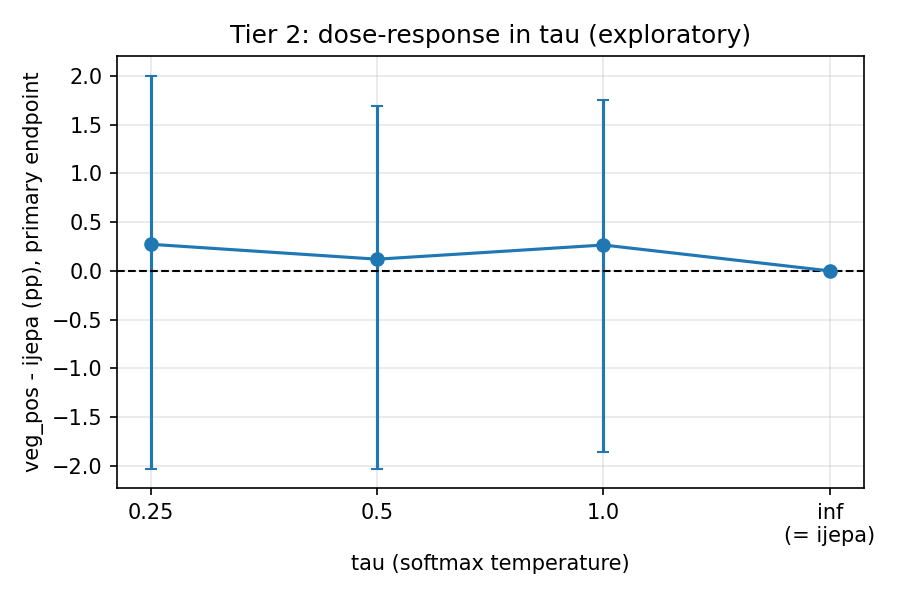 Tier 2: dose-response in tau (exploratory)
veg_pos - ijepa (pp), primary endpoint
2.0
1.5
1.0
0.5
0.0
−0.5
−1.0
−1.5
−2.0
0.25
0.5
1.0
inf
(= ijepa)
tau (softmax temperature)